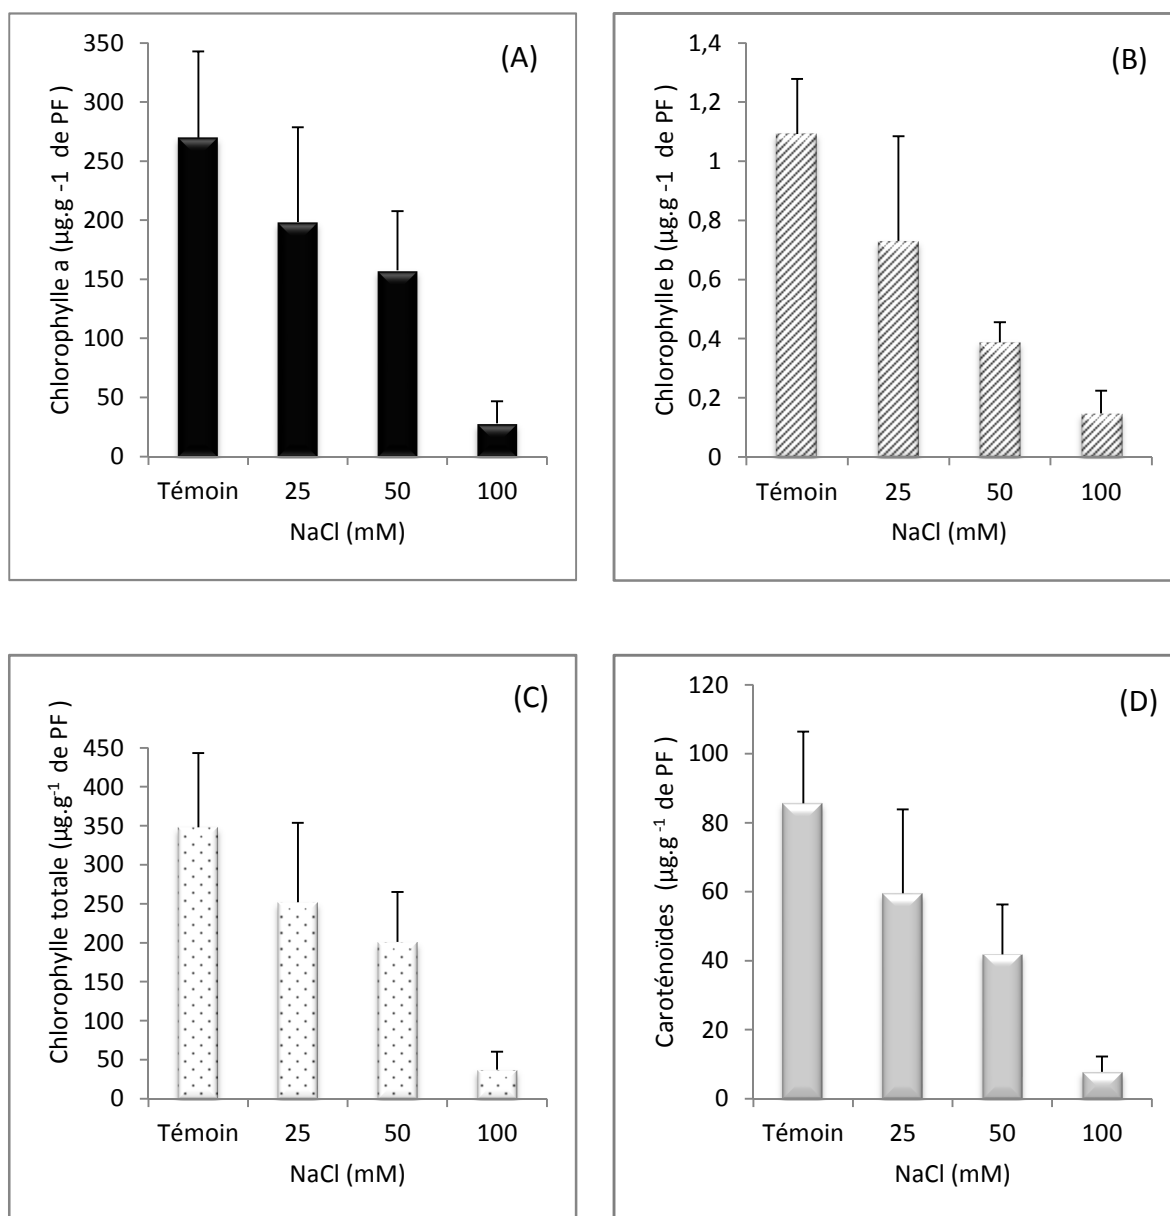 (A)
Chlorophylle a (µg.g -1 de PF )
350
300
250
200
150
100
50
0
Témoin 25 50 100
NaCl (mM)
(B)
Chlorophylle b (µg.g -1 de PF )
1,4
1,2
1
0,8
0,6
0,4
0,2
0
Témoin 25 50 100
NaCl (mM)
(C)
Chlorophylle totale (µg.g-1 de PF )
450
400
350
300
250
200
150
100
50
0
Témoin 25 50 100
NaCl (mM)
(D)
Caroténoïdes (µg.g -1 de PF )
120
100
80
60
40
20
0
Témoin 25 50 100
NaCl (mM)